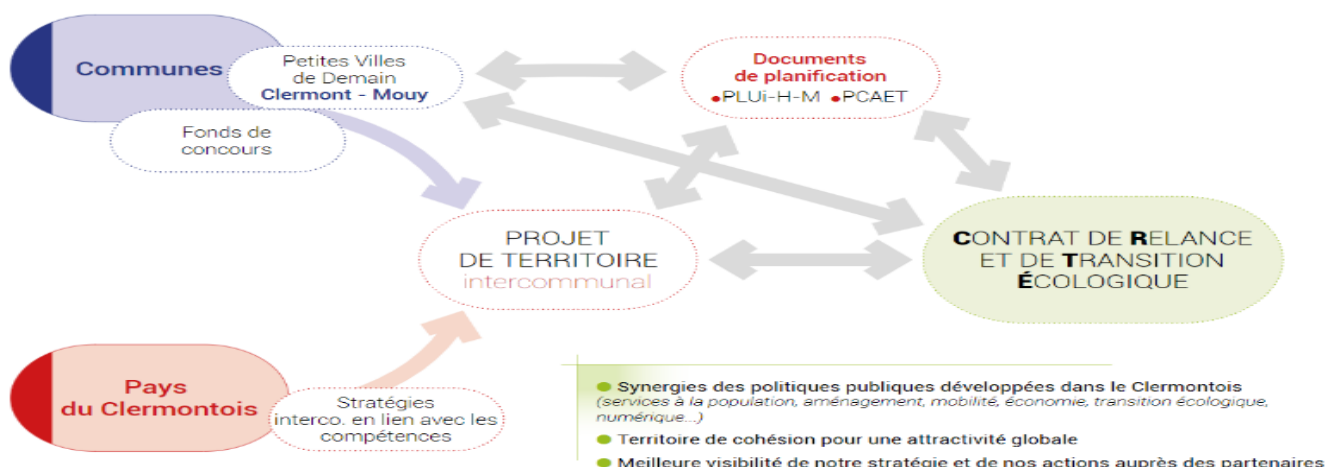 Communes
Petites Villes
de Demain
Clermont - Mouy
Fonds de
concours
Documents
de planification
•PLUi-H-M •PCAET
PROJET
DE TERRITOIRE
intercommunal
CONTRAT DE RELANCE
ET DE TRANSITION
ÉCOLOGIQUE
Pays
du Clermontois
Stratégies
interco. en lien avec les
compétences
● Synergies des politiques publiques développées dans le Clermontois
(services à la population, aménagement, mobilité, économie, transition écologique,
numérique...)
● Territoire de cohésion pour une attractivité globale
● Meilleure visibilité de notre stratégie et de nos actions auprès des partenaires